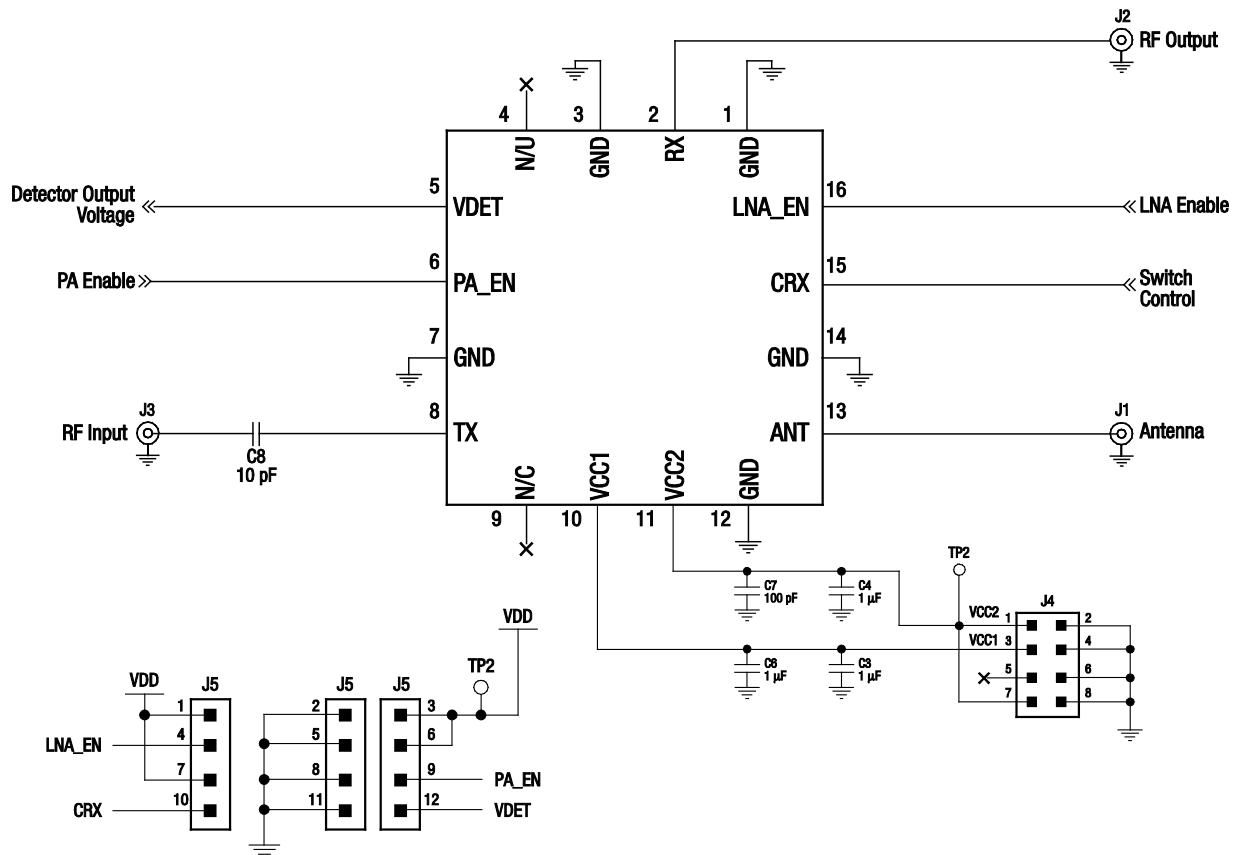 J2
RF Output
4
3
2
1
N/U
GND
RX
GND
Detector Output
Voltage
5
VDET
LNA_EN
16
LNA Enable
PA Enable
6
PA_EN
CRX
15
Switch
Control
7
GND
GND
14
RF Input
J3
C8
10 pF
8
TX
ANT
13
J1
Antenna
N/C
VCC1
VCC2
GND
9
10
11
12
TP2
C7
100 pF
C4
1 µF
C6
1 µF
C3
1 µF
J4
VCC2
1
2
VCC1
3
4
5
6
7
8
VDD
J5
1
LNA_EN
4
7
CRX
10
J5
2
5
8
11
J5
VDD
TP2
3
6
9
PA_EN
12
VDET